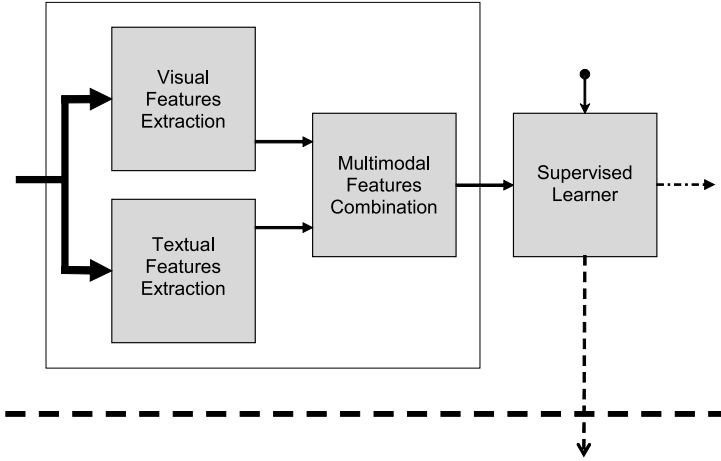 Visual
Features
Extraction
Textual
Features
Extraction
Multimodal
Features
Combination
Supervised
Learner